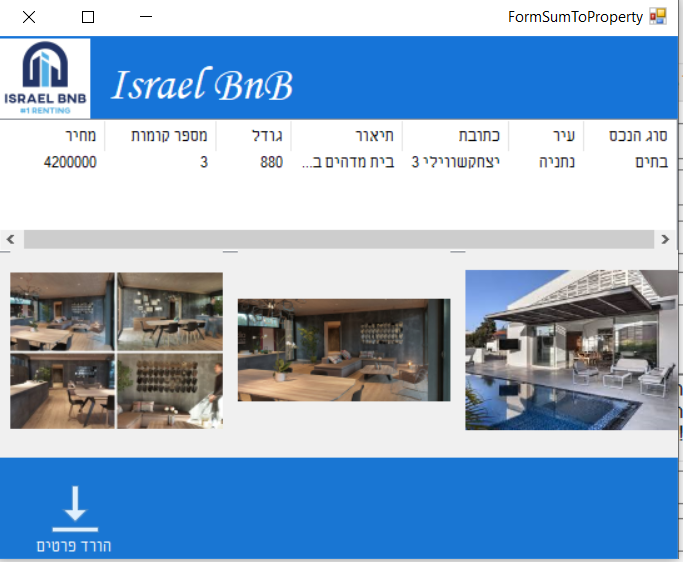 FormSumToProperty
ISRAEL BNB
#1 RENTING
Israel BnB
סוג הנכס עיר כתובת תיאור גודל מספר קומות מחיר
בתים נתניה יצחקשווילי 3 בית מדהים ב... 880 3 4200000
הורד פרטים